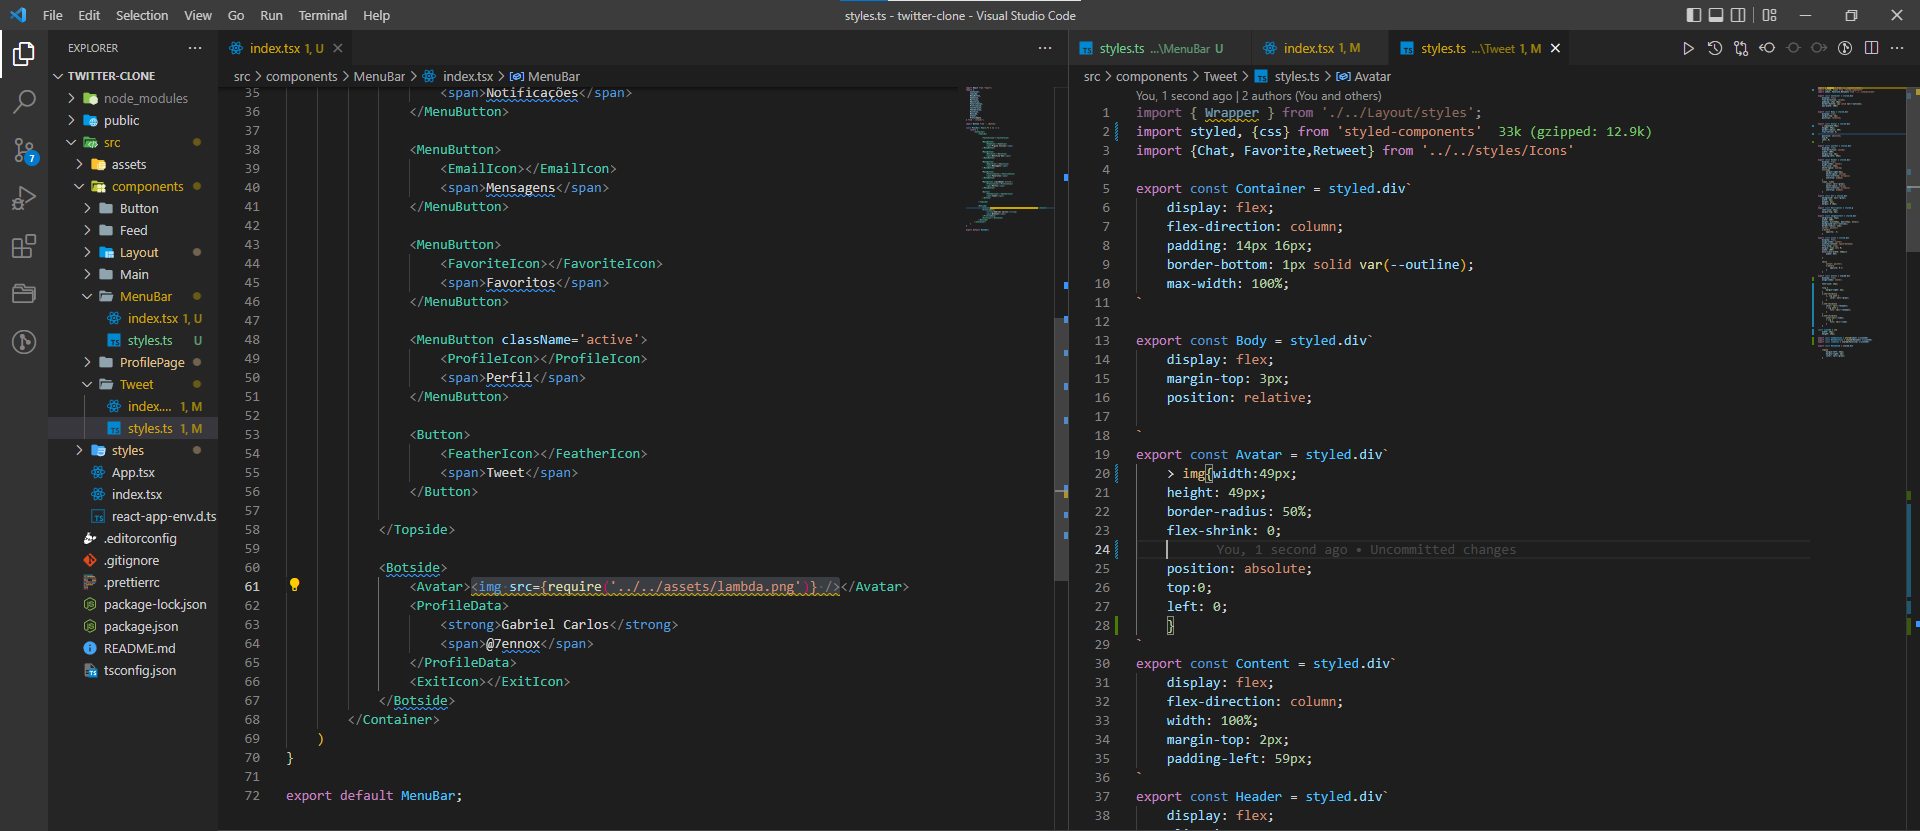 File Edit Selection View Go Run Terminal Help
styles.ts - twitter-clone - Visual Studio Code
EXPLORER
TWITTER-CLONE
node_modules
public
src
assets
components
Button
Feed
Layout
Main
MenuBar
index.tsx 1, U
styles.ts U
ProfilePage
Tweet
index.... 1, M
styles.ts 1, M
styles
App.tsx
index.tsx
react-app-env.d.ts
.editorconfig
.gitignore
.prettierrc
package-lock.json
package.json
README.md
tsconfig.json
7
index.tsx 1, U
src > components > MenuBar > index.tsx > MenuBar
35 <span>Notificações</span>
36 </MenuButton>
37
38 <MenuButton>
39 <EmailIcon></EmailIcon>
40 <span>Mensagens</span>
41 </MenuButton>
42
43 <MenuButton>
44 <FavoriteIcon></FavoriteIcon>
45 <span>Favoritos</span>
46 </MenuButton>
47
48 <MenuButton className='active'>
49 <ProfileIcon></ProfileIcon>
50 <span>Perfil</span>
51 </MenuButton>
52
53 <Button>
54 <FeatherIcon></FeatherIcon>
55 <span>Tweet</span>
56 </Button>
57
58 </Topside>
59
60 <Botside>
61 <Avatar><img src={require('../../assets/lambda.png')} /></Avatar>
62 <ProfileData>
63 <strong>Gabriel Carlos</strong>
64 <span>@7ennox</span>
65 </ProfileData>
66 <ExitIcon></ExitIcon>
67 </Botside>
68 </Container>
69 )
70 }
71
72 export default MenuBar;
styles.ts ...\MenuBar U
index.tsx 1, M
styles.ts ...\Tweet 1, M
src > components > Tweet > styles.ts > Avatar
You, 1 second ago | 2 authors (You and others)
1 import { Wrapper } from './../Layout/styles';
2 import styled, {css} from 'styled-components' 33k (gzipped: 12.9k)
3 import {Chat, Favorite,Retweet} from '../../styles/Icons'
4
5 export const Container = styled.div`
6 display: flex;
7 flex-direction: column;
8 padding: 14px 16px;
9 border-bottom: 1px solid var(--outline);
10 max-width: 100%;
11 `
12
13 export const Body = styled.div`
14 display: flex;
15 margin-top: 3px;
16 position: relative;
17
18 `
19 export const Avatar = styled.div`
20 > img{width:49px;
21 height: 49px;
22 border-radius: 50%;
23 flex-shrink: 0;
24 You, 1 second ago • Uncommitted changes
25 position: absolute;
26 top:0;
27 left: 0;
28 }
29 `
30 export const Content = styled.div`
31 display: flex;
32 flex-direction: column;
33 width: 100%;
34 margin-top: 2px;
35 padding-left: 59px;
36 `
37 export const Header = styled.div`
38 display: flex;